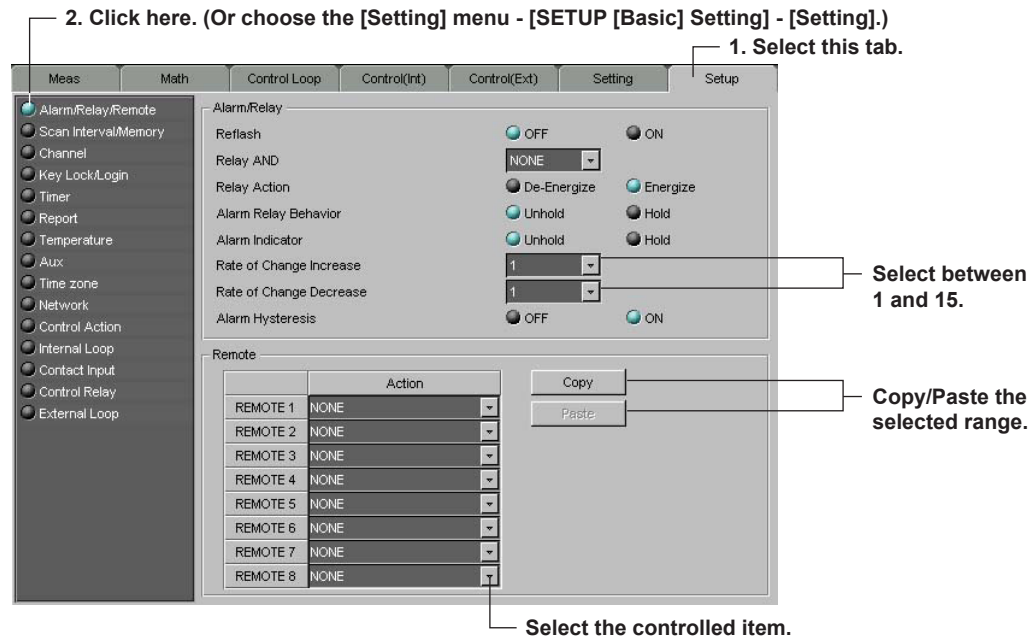 2. Click here. (Or choose the [Setting] menu - [SETUP [Basic] Setting] - [Setting].)
1. Select this tab.
Meas Math Control Loop Control(Int) Control(Ext) Setting Setup
Alarm/Relay/Remote
Scan Interval/Memory
Channel
Key Lock/Login
Timer
Report
Temperature
Aux
Time zone
Network
Control Action
Internal Loop
Contact Input
Control Relay
External Loop
Alarm/Relay
Reflash OFF ON
Relay AND NONE
Relay Action De-Energize Energize
Alarm Relay Behavior Unhold Hold
Alarm Indicator Unhold Hold
Rate of Change Increase 1
Rate of Change Decrease 1
Alarm Hysteresis OFF ON
Select between
1 and 15.
Remote
Action
REMOTE 1 NONE
REMOTE 2 NONE
REMOTE 3 NONE
REMOTE 4 NONE
REMOTE 5 NONE
REMOTE 6 NONE
REMOTE 7 NONE
REMOTE 8 NONE
Copy
Paste
Copy/Paste the
selected range.
Select the controlled item.